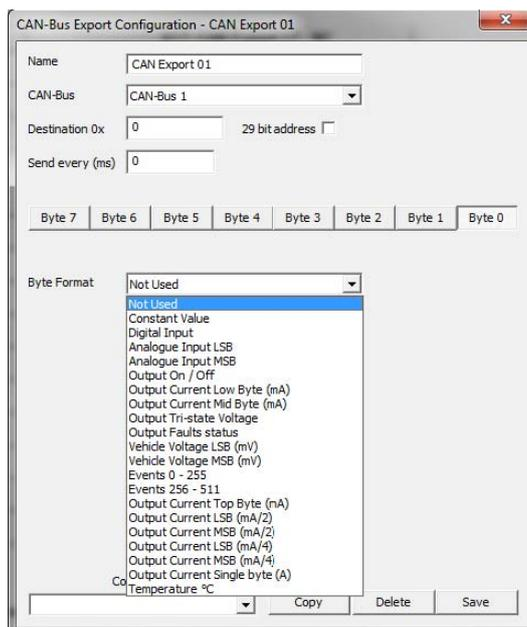 CAN-Bus Export Configuration - CAN Export 01
Name CAN Export 01
CAN-Bus CAN-Bus 1
Destination 0x 0 29 bit address
Send every (ms) 0
Byte 7 Byte 6 Byte 5 Byte 4 Byte 3 Byte 2 Byte 1 Byte 0
Byte Format Not Used
Not Used
Constant Value
Digital Input
Analogue Input LSB
Analogue Input MSB
Output On / Off
Output Current Low Byte (mA)
Output Current Mid Byte (mA)
Output Tri-state Voltage
Output Faults status
Vehicle Voltage LSB (mV)
Vehicle Voltage MSB (mV)
Events 0 - 255
Events 256 - 511
Output Current Top Byte (mA)
Output Current LSB (mA/2)
Output Current MSB (mA/2)
Output Current LSB (mA/4)
Output Current MSB (mA/4)
Output Current Single byte (A)
Temperature °C
Co
Copy Delete Save